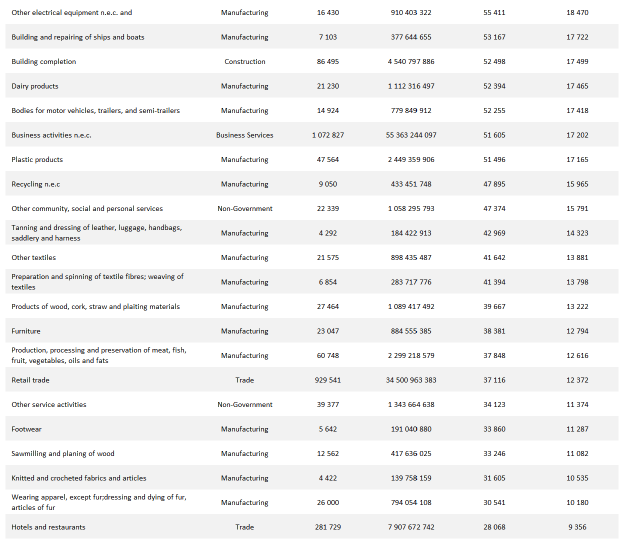 Other electrical equipment n.e.c. and Manufacturing 16 430 910 403 322 55 411 18 470
Building and repairing of ships and boats Manufacturing 7 103 377 644 655 53 167 17 722
Building completion Construction 86 495 4 540 797 886 52 498 17 499
Dairy products Manufacturing 21 230 1 112 316 497 52 394 17 465
Bodies for motor vehicles, trailers, and semi-trailers Manufacturing 14 924 779 849 912 52 255 17 418
Business activities n.e.c. Business Services 1 072 827 55 363 244 097 51 605 17 202
Plastic products Manufacturing 47 564 2 449 359 906 51 496 17 165
Recycling n.e.c Manufacturing 9 050 433 451 748 47 895 15 965
Other community, social and personal services Non-Government 22 339 1 058 295 793 47 374 15 791
Tanning and dressing of leather, luggage, handbags,
saddlery and harness Manufacturing 4 292 184 422 913 42 969 14 323
Other textiles Manufacturing 21 575 898 435 487 41 642 13 881
Preparation and spinning of textile fibres; weaving of
textiles Manufacturing 6 854 283 717 776 41 394 13 798
Products of wood, cork, straw and plaiting materials Manufacturing 27 464 1 089 417 492 39 667 13 222
Furniture Manufacturing 23 047 884 555 385 38 381 12 794
Production, processing and preservation of meat, fish,
fruit, vegetables, oils and fats Manufacturing 60 748 2 299 218 579 37 848 12 616
Retail trade Trade 929 541 34 500 963 383 37 116 12 372
Other service activities Non-Government 39 377 1 343 664 638 34 123 11 374
Footwear Manufacturing 5 642 191 040 880 33 860 11 287
Sawmilling and planing of wood Manufacturing 12 562 417 636 025 33 246 11 082
Knitted and crocheted fabrics and articles Manufacturing 4 422 139 758 159 31 605 10 535
Wearing apparel, except fur;dressing and dying of fur,
articles of fur Manufacturing 26 000 794 054 108 30 541 10 180
Hotels and restaurants Trade 281 729 7 907 672 742 28 068 9 356